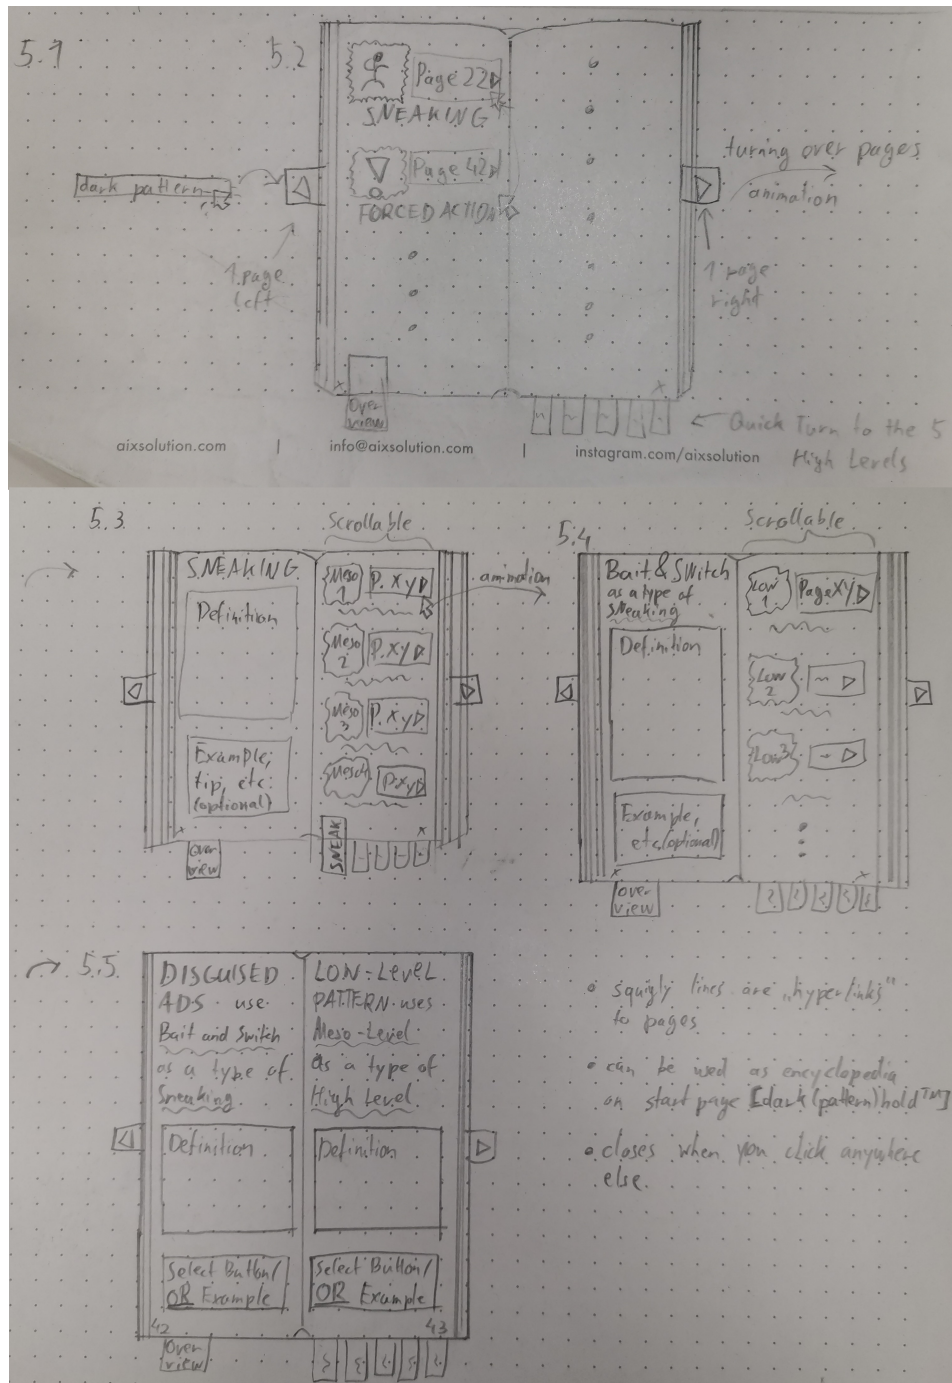 5.1
5.2
Page 22
SNEAKING
Page 42
FORCED ACTION
dark pattern
1 page
left
turning over pages
animation
1 page
right
Over
view
Quick Turn to the 5
High Levels
aixsolution.com | info@aixsolution.com | instagram.com/aixsolution
5.3
Scrollable
SNEAKING
Definition
Example,
tip, etc.
(optional)
Meso
1
P. XY
Meso
2
P. XY
Meso
3
P. XY
Meso4
P.XY
animation
Over
view
SNEAK
5.4
Scrollable
Bait & Switch
as a type of
Sneaking
Definition
Example,
etc.(optional)
Low
1
Page XY
Low
2
Low3
Over
view
5.5.
DISGUISED
ADS use
Bait and Switch
as a type of
Sneaking.
Definition
Select Button/
OR Example
42
LOW-LEVEL
PATTERN uses
Meso-Level
as a type of
High Level
Definition
Select Button/
OR Example
43
Over
view
squigly lines are „hyperlinks"
to pages
can be used as encyclopedia
on start page [dark(pattern)hold™]
closes when you click anywhere
else.